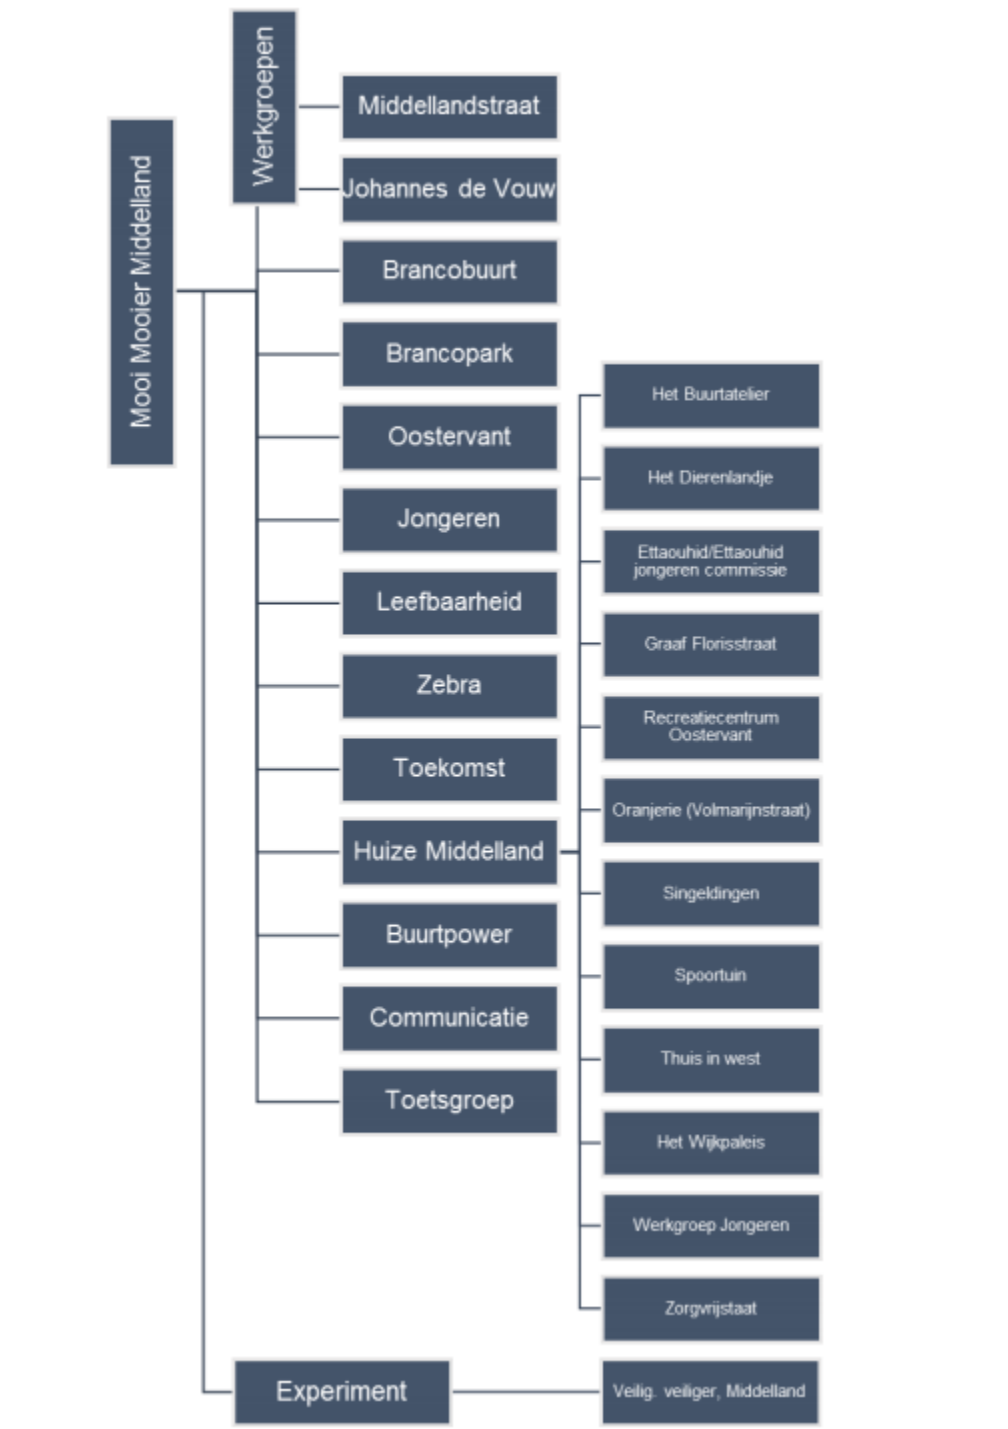 Mooi Mooier Middelland
Werkgroepen
Middellandstraat
Johannes de Vouw
Brancobuurt
Brancopark
Oostervant
Jongeren
Leefbaarheid
Zebra
Toekomst
Huize Middelland
Buurtpower
Communicatie
Toetsgroep
Het Buurtatelier
Het Dierenlandje
Ettaouhid/Ettaouhid
jongeren commissie
Graaf Florisstraat
Recreatiecentrum
Oostervant
Oranjerie (Volmarijnstraat)
Singeldingen
Spoortuin
Thuis in west
Het Wijkpaleis
Werkgroep Jongeren
Zorgvrijstaat
Experiment
Veilig. veiliger, Middelland